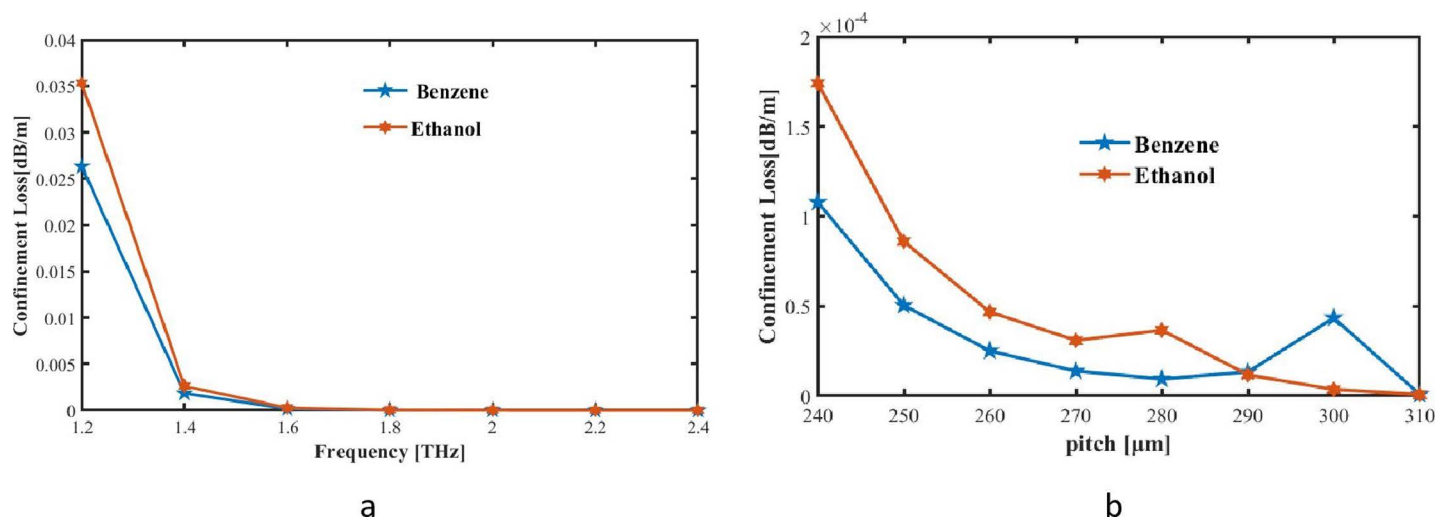 0.04
0.035
0.03
0.025
0.02
0.015
0.01
0.005
0
Confinement Loss[dB/m]
Benzene
Ethanol
1.2 1.4 1.6 1.8 2 2.2 2.4
Frequency [THz]
a
×10⁻⁴
2
1.5
1
0.5
0
Confinement Loss[dB/m]
Benzene
Ethanol
240 250 260 270 280 290 300 310
pitch [μm]
b